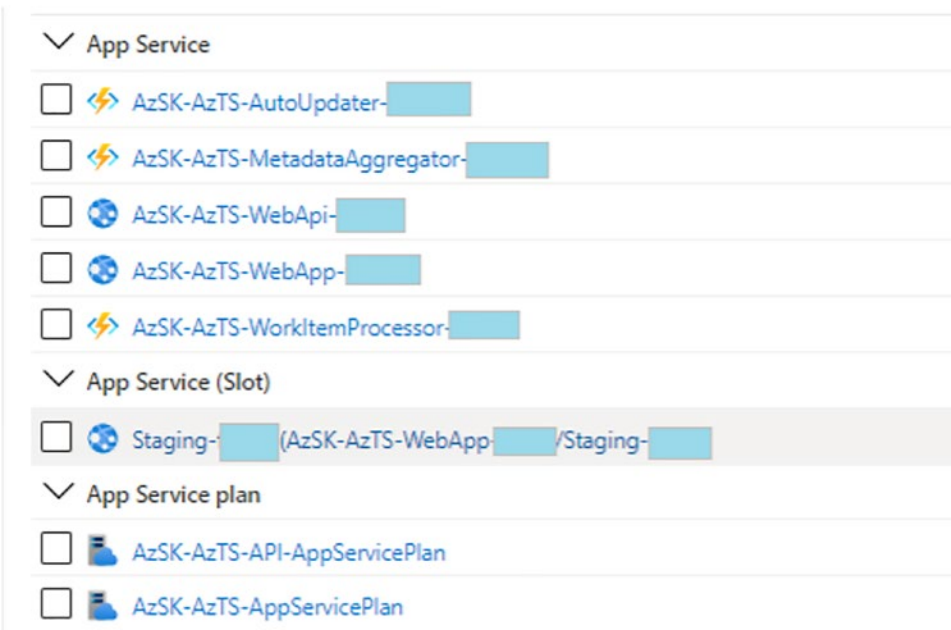 App Service
AzSK-AzTS-AutoUpdater-
AzSK-AzTS-MetadataAggregator-
AzSK-AzTS-WebApi-
AzSK-AzTS-WebApp-
AzSK-AzTS-WorkItemProcessor-
App Service (Slot)
Staging- (AzSK-AzTS-WebApp- /Staging-
App Service plan
AzSK-AzTS-API-AppServicePlan
AzSK-AzTS-AppServicePlan